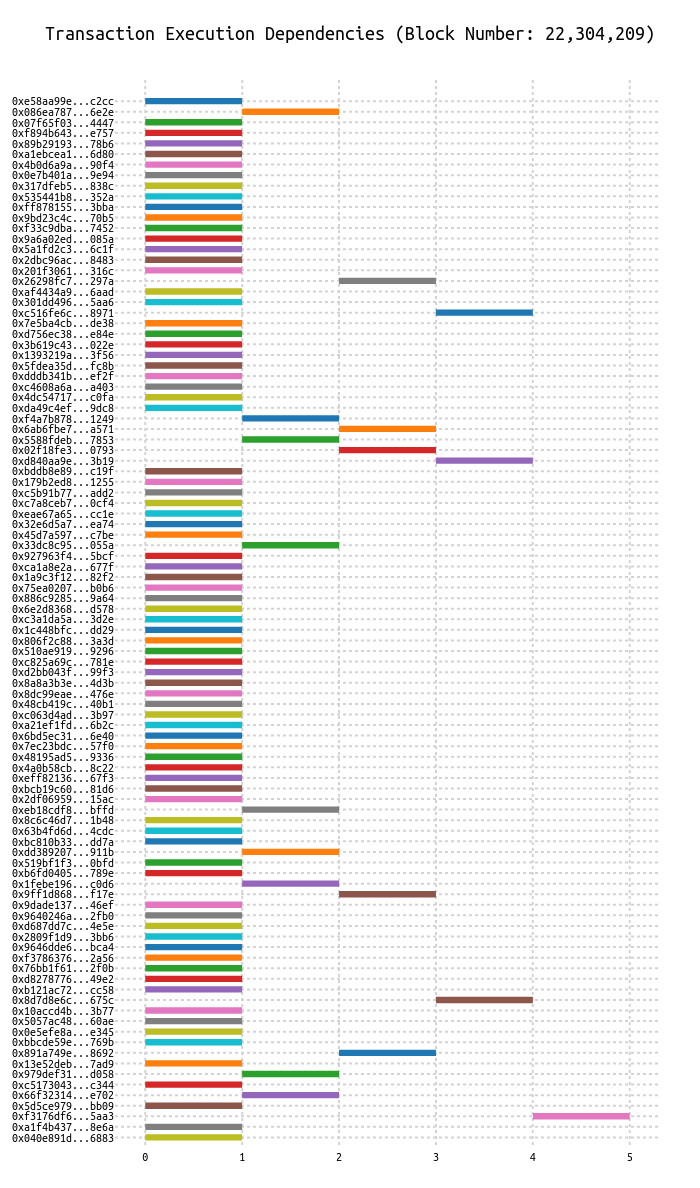 Transaction Execution Dependencies (Block Number: 22,304,209)
0xe58aa99e...c2cc
0x086ea787...6e2e
0x07f65f03...4447
0xf894b643...e757
0x89b29193...78b6
0xa1ebcea1...6d80
0x4b0d6a9a...90f4
0x0e7b401a...9e94
0x317dfeb5...838c
0x535441b8...352a
0xff878155...3bba
0x9bd23c4c...70b5
0xf33c9dba...7452
0x9a6a02ed...085a
0x5a1fd2c3...6c1f
0x2dbc96ac...8483
0x201f3061...316c
0x26298fc7...297a
0xaf4434a9...6aad
0x301dd496...5aa6
0xc516fe6c...8971
0x7e5ba4cb...de38
0xd756ec38...e84e
0x3b619c43...022e
0x1393219a...3f56
0x5fdea35d...fc8b
0xdddb341b...ef2f
0xc4608a6a...a403
0x4dc54717...c0fa
0xda49c4ef...9dc8
0xf4a7b878...1249
0x6ab6fbe7...a571
0x5588fdeb...7853
0x02f18fe3...0793
0xd840aa9e...3b19
0xbddb8e89...c19f
0x179b2ed8...1255
0xc5b91b77...add2
0xc7a8ceb7...0cf4
0xeae67a65...cc1e
0x32e6d5a7...ea74
0x45d7a597...c7be
0x33dc8c95...055a
0x927963f4...5bcf
0xca1a8e2a...677f
0x1a9c3f12...82f2
0x75ea0207...b0b6
0x886c9285...9a64
0x6e2d8368...d578
0xc3a1da5a...3d2e
0x1c448bfc...dd29
0x806f2c88...3a3d
0x510ae919...9296
0xc825a69c...781e
0xd2bb043f...99f3
0x8a8a3b3e...4d3b
0x8dc99eae...476e
0x48cb419c...40b1
0xc063d4ad...3b97
0xa21ef1fd...6b2c
0x6bd5ec31...6e40
0x7ec23bdc...57f0
0x48195ad5...9336
0x4a0b58cb...8c22
0xeff82136...67f3
0xbcb19c60...81d6
0x2df06959...15ac
0xeb18cdf8...bffd
0x8c6c46d7...1b48
0x63b4fd6d...4cdc
0xbc810b33...dd7a
0xdd389207...911b
0x519bf1f3...0bfd
0xb6fd0405...789e
0x1febe196...c0d6
0x9ff1d868...f17e
0x9dade137...46ef
0x9640246a...2fb0
0xd687dd7c...4e5e
0x2809f1d9...3bb6
0x9646dde6...bca4
0xf3786376...2a56
0x76bb1f61...2f0b
0xd8278776...49e2
0xb121ac72...cc58
0x8d7d8e6c...675c
0x10accd4b...3b77
0x5057ac48...60ae
0x0e5efe8a...e345
0xbbcde59e...769b
0x891a749e...8692
0x13e52deb...7ad9
0x979def31...d058
0xc5173043...c344
0x66f32314...e702
0x5d5ce979...bb09
0xf3176df6...5aa3
0xa1f4b437...8e6a
0x040e891d...6883
0 1 2 3 4 5